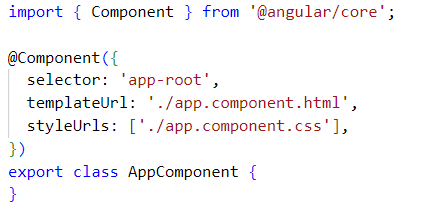 import { Component } from '@angular/core';
@Component({
selector: 'app-root',
templateUrl: './app.component.html',
styleUrls: ['./app.component.css'],
})
export class AppComponent {
}